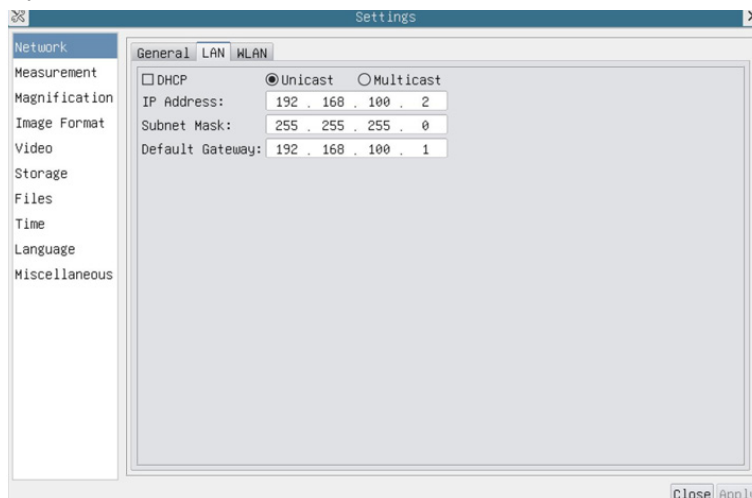 Settings
Network
Measurement
Magnification
Image Format
Video
Storage
Files
Time
Language
Miscellaneous
General LAN WLAN
DHCP Unicast Multicast
IP Address: 192 . 168 . 100 . 2
Subnet Mask: 255 . 255 . 255 . 0
Default Gateway: 192 . 168 . 100 . 1
Close Apply